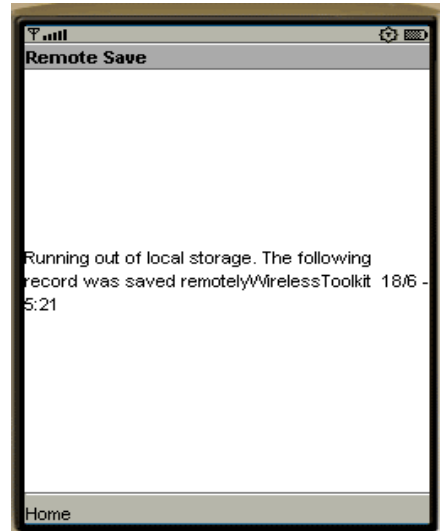 Remote Save
Running out of local storage. The following
record was saved remotelyWirelessToolkit 18/6 -
5:21
Home